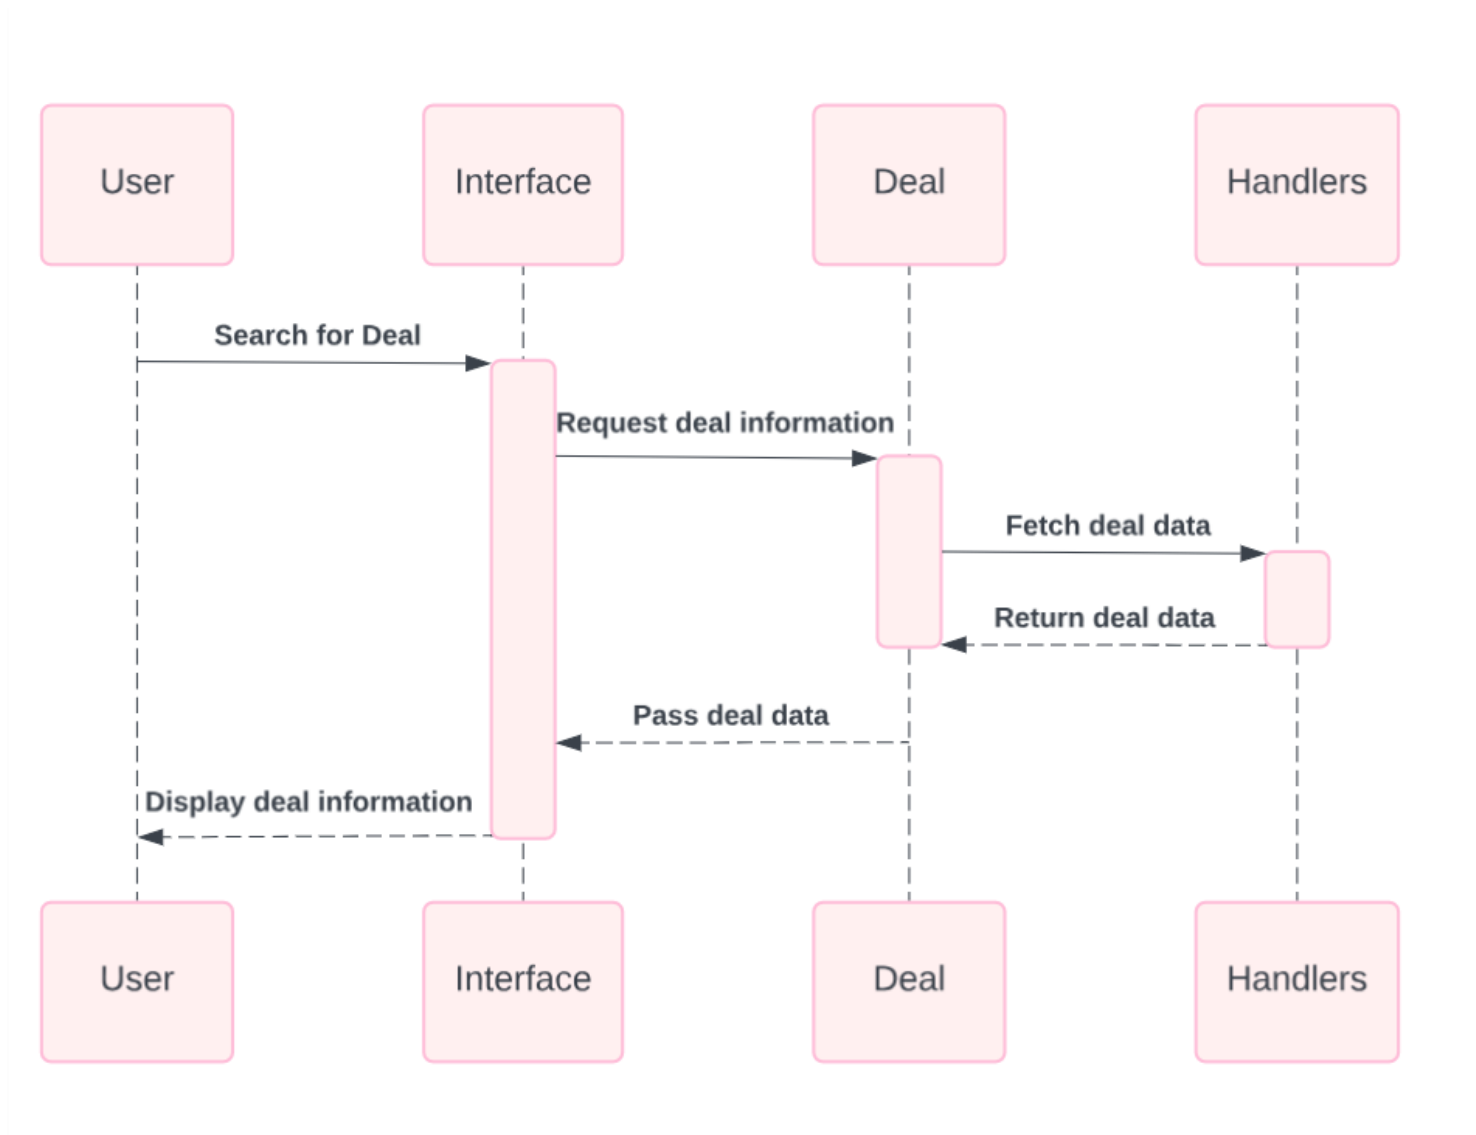 User
Interface
Deal
Handlers
Search for Deal
Request deal information
Fetch deal data
Return deal data
Pass deal data
Display deal information
User
Interface
Deal
Handlers